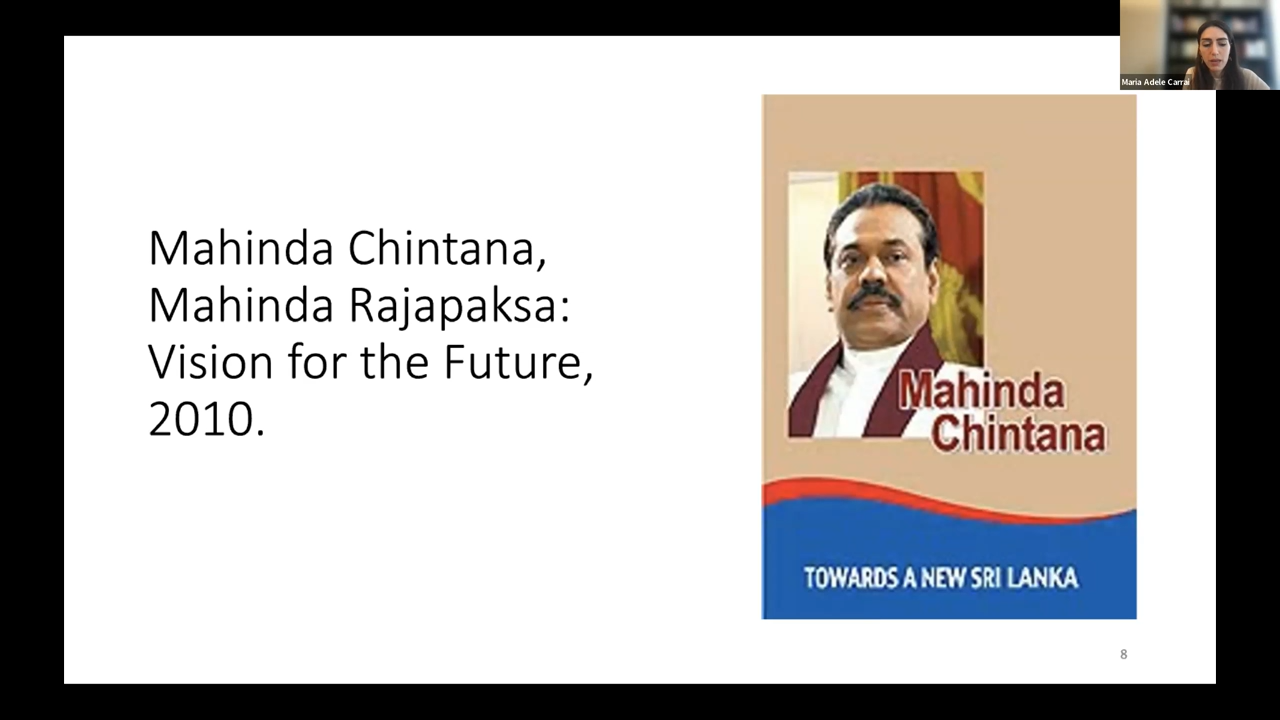 Maria Adele Carrai
Mahinda Chintana,
Mahinda Rajapaksa:
Vision for the Future,
2010.
Mahinda
Chintana
TOWARDS A NEW SRI LANKA
8